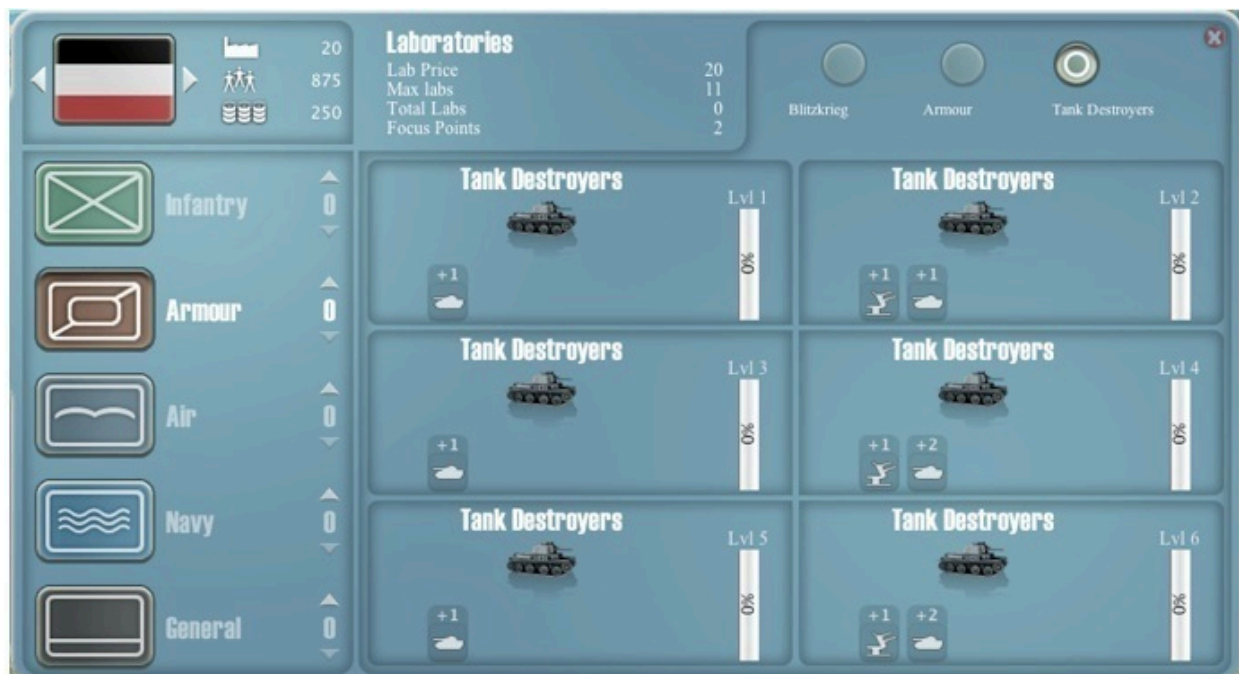 20
875
250
Laboratories
Lab Price 20
Max labs 11
Total Labs 0
Focus Points 2
Blitzkrieg Armour Tank Destroyers
Infantry 0
Armour 0
Air 0
Navy 0
General 0
Tank Destroyers
Lvl 1
0%
+1
Tank Destroyers
Lvl 2
0%
+1 +1
Tank Destroyers
Lvl 3
0%
+1
Tank Destroyers
Lvl 4
0%
+1 +2
Tank Destroyers
Lvl 5
0%
+1
Tank Destroyers
Lvl 6
0%
+1 +2